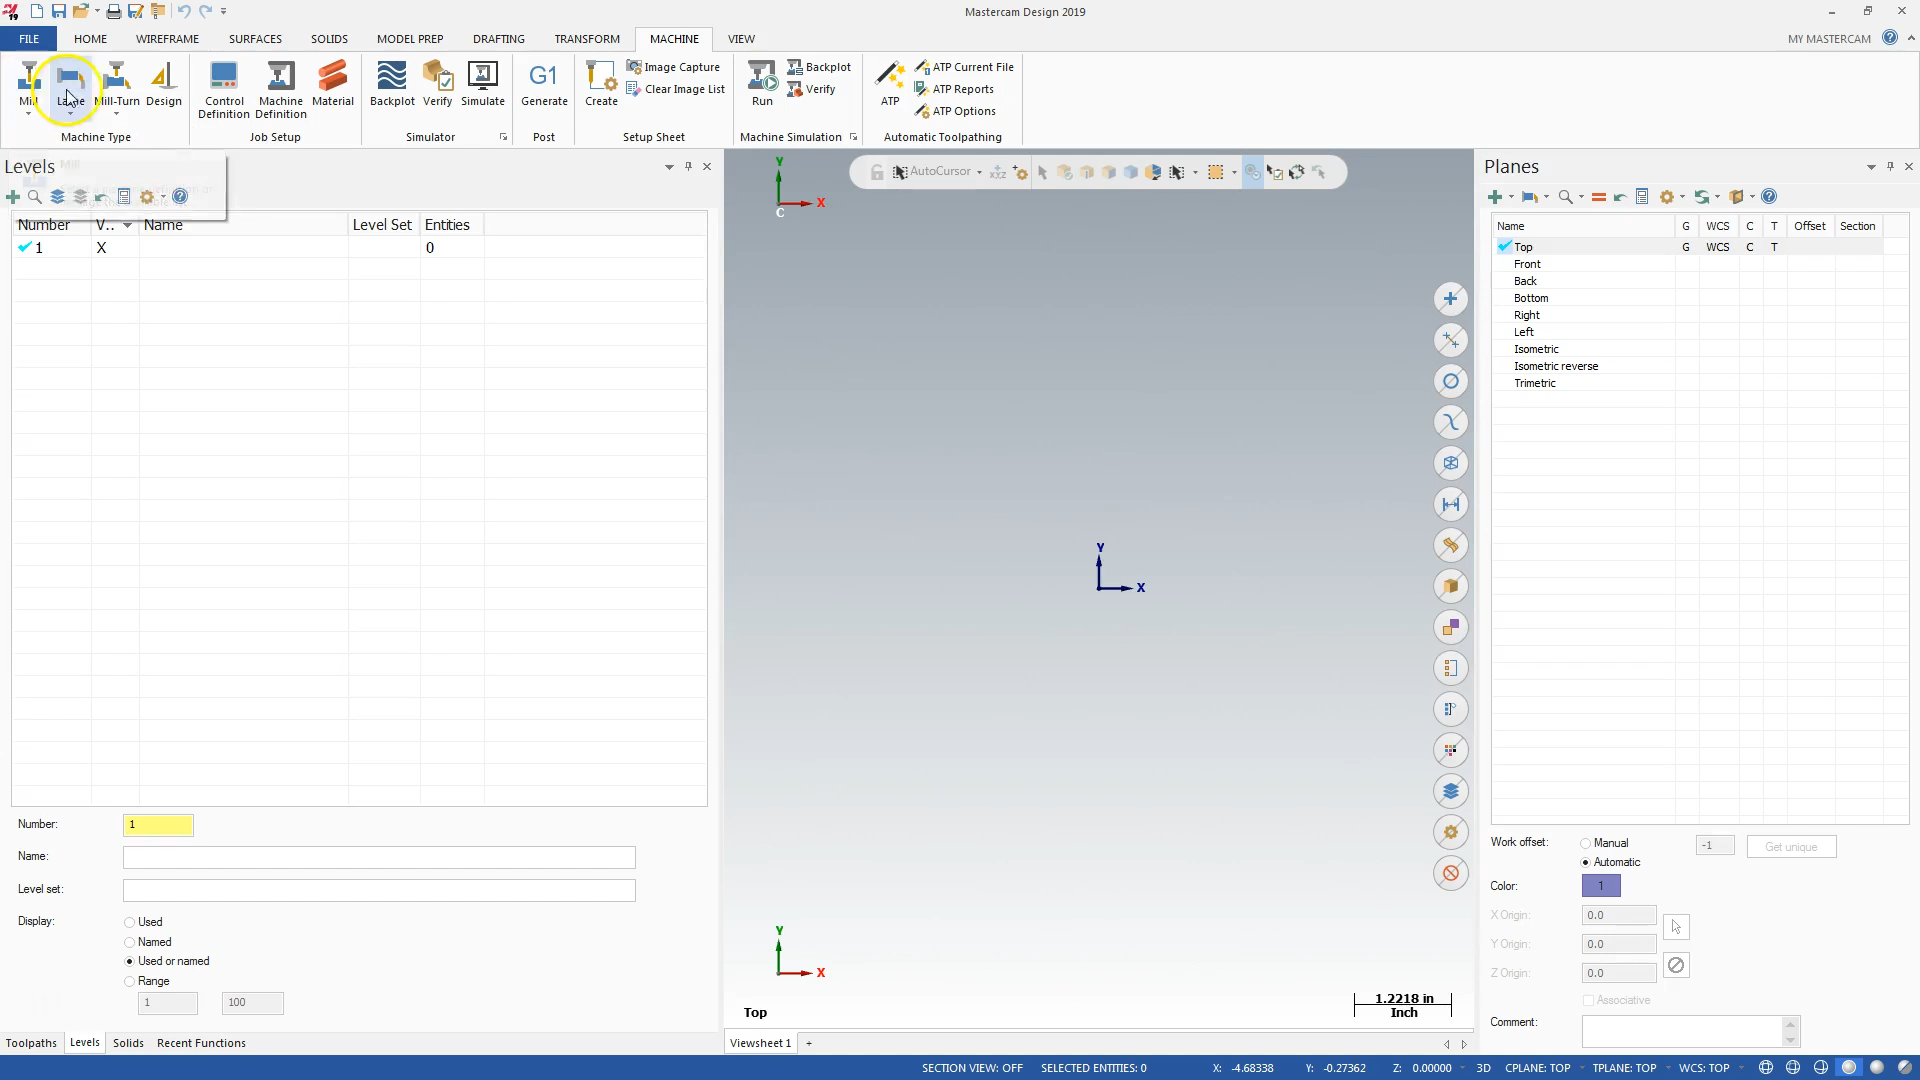 19
Mastercam Design 2019
FILE HOME WIREFRAME SURFACES SOLIDS MODEL PREP DRAFTING TRANSFORM MACHINE VIEW MY MASTERCAM
Mill Lathe Mill-Turn Design
Machine Type
Control Definition Machine Definition Material
Job Setup
Backplot Verify Simulate
Simulator
G1
Generate
Post
Create Image Capture
Clear Image List
Setup Sheet
Run Backplot
Verify
Machine Simulation
ATP ATP Current File
ATP Reports
ATP Options
Automatic Toolpathing
Levels
Mill
Number V.. Name Level Set Entities
1 X 0
Number: 1
Name:
Level set:
Display: Used
Named
Used or named
Range
1 100
Toolpaths Levels Solids Recent Functions
Y
X
C
AutoCursor
Y
X
Y
X
Top
1.2218 in
Inch
Viewsheet 1 +
Planes
Name G WCS C T Offset Section
Top G WCS C T
Front
Back
Bottom
Right
Left
Isometric
Isometric reverse
Trimetric
Work offset: Manual -1 Get unique
Automatic
Color: 1
X Origin: 0.0
Y Origin: 0.0
Z Origin: 0.0
Associative
Comment:
SECTION VIEW: OFF SELECTED ENTITIES: 0 X: -4.68338 Y: -0.27362 Z: 0.00000 3D CPLANE: TOP TPLANE: TOP WCS: TOP